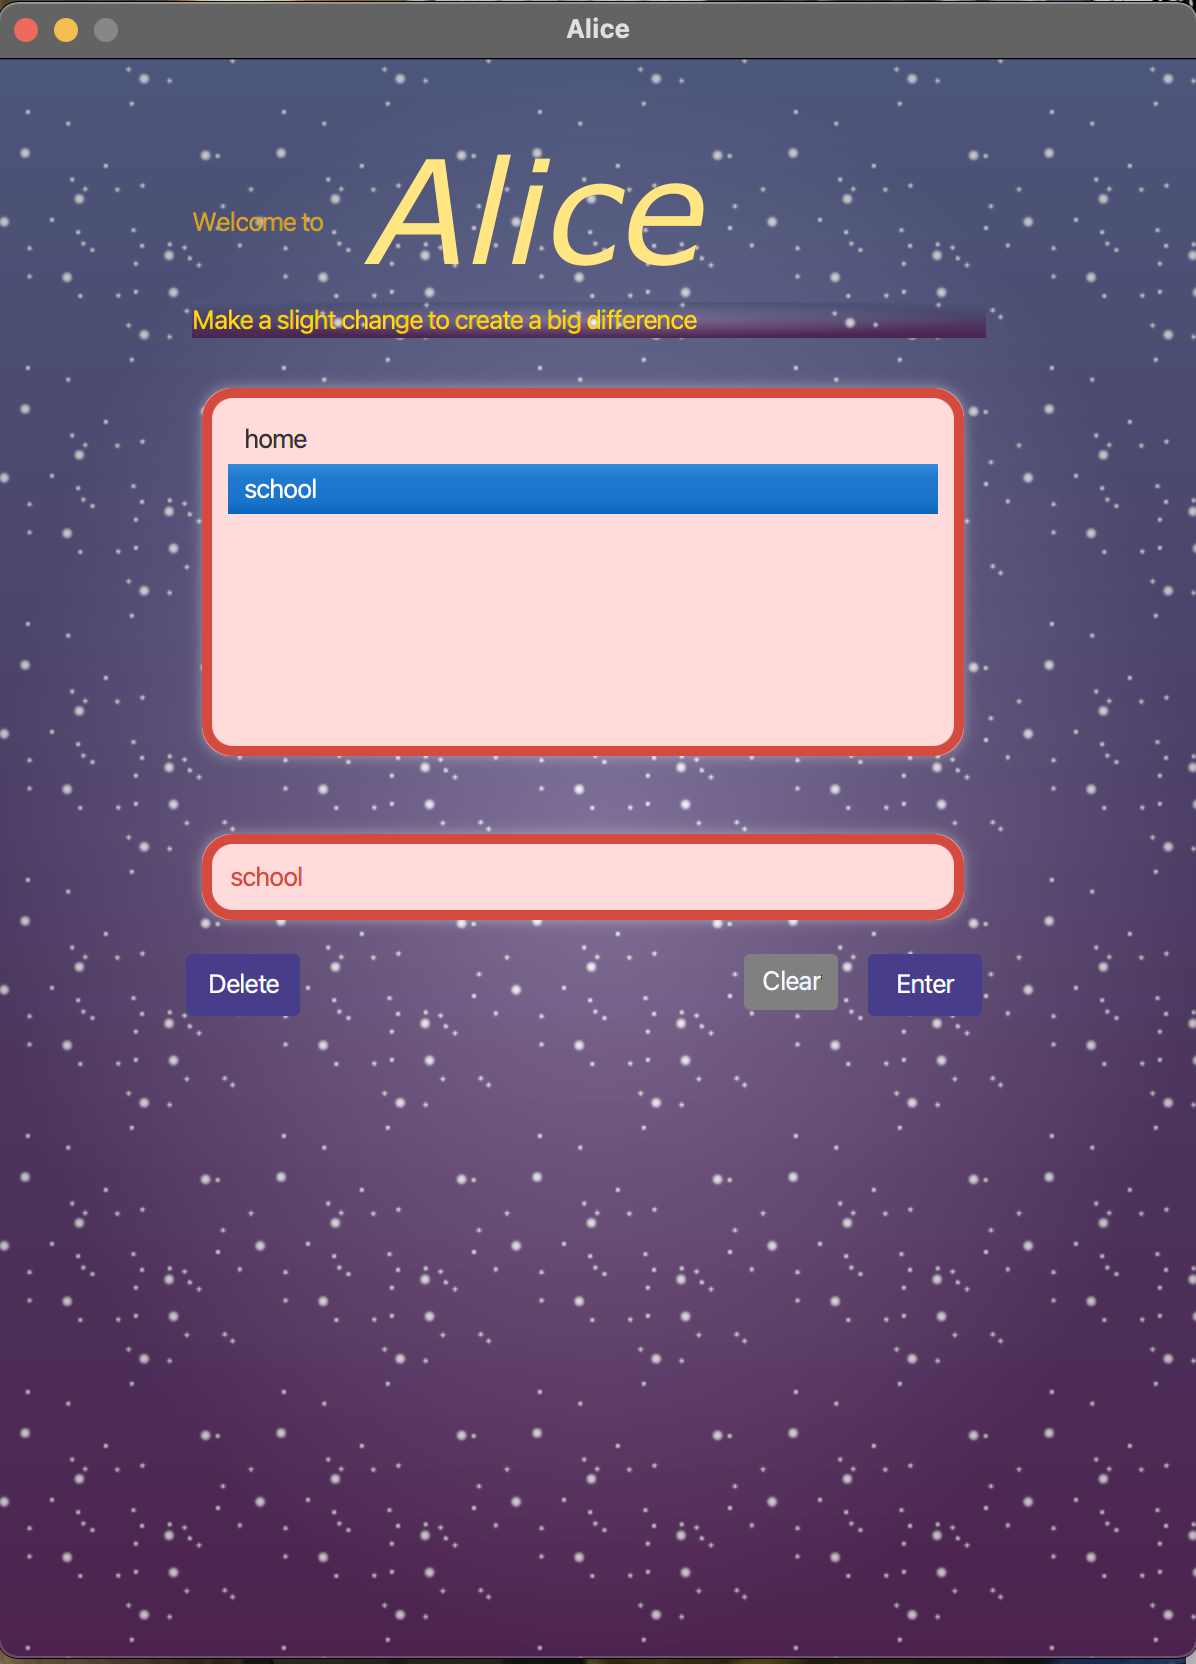 Alice
Welcome to Alice
Make a slight change to create a big difference
home
school
school
Delete Clear Enter